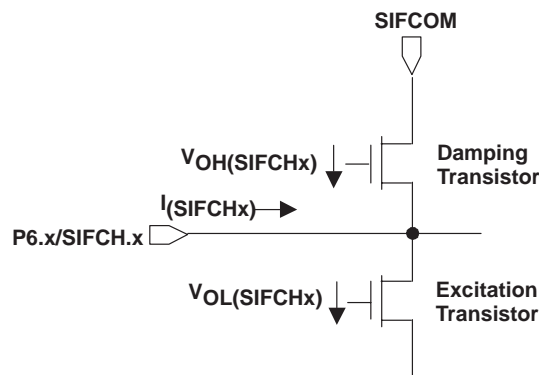 SIFCOM
VOH(SIFCHx)
Damping
Transistor
I(SIFCHx)
P6.x/SIFCH.x
VOL(SIFCHx)
Excitation
Transistor